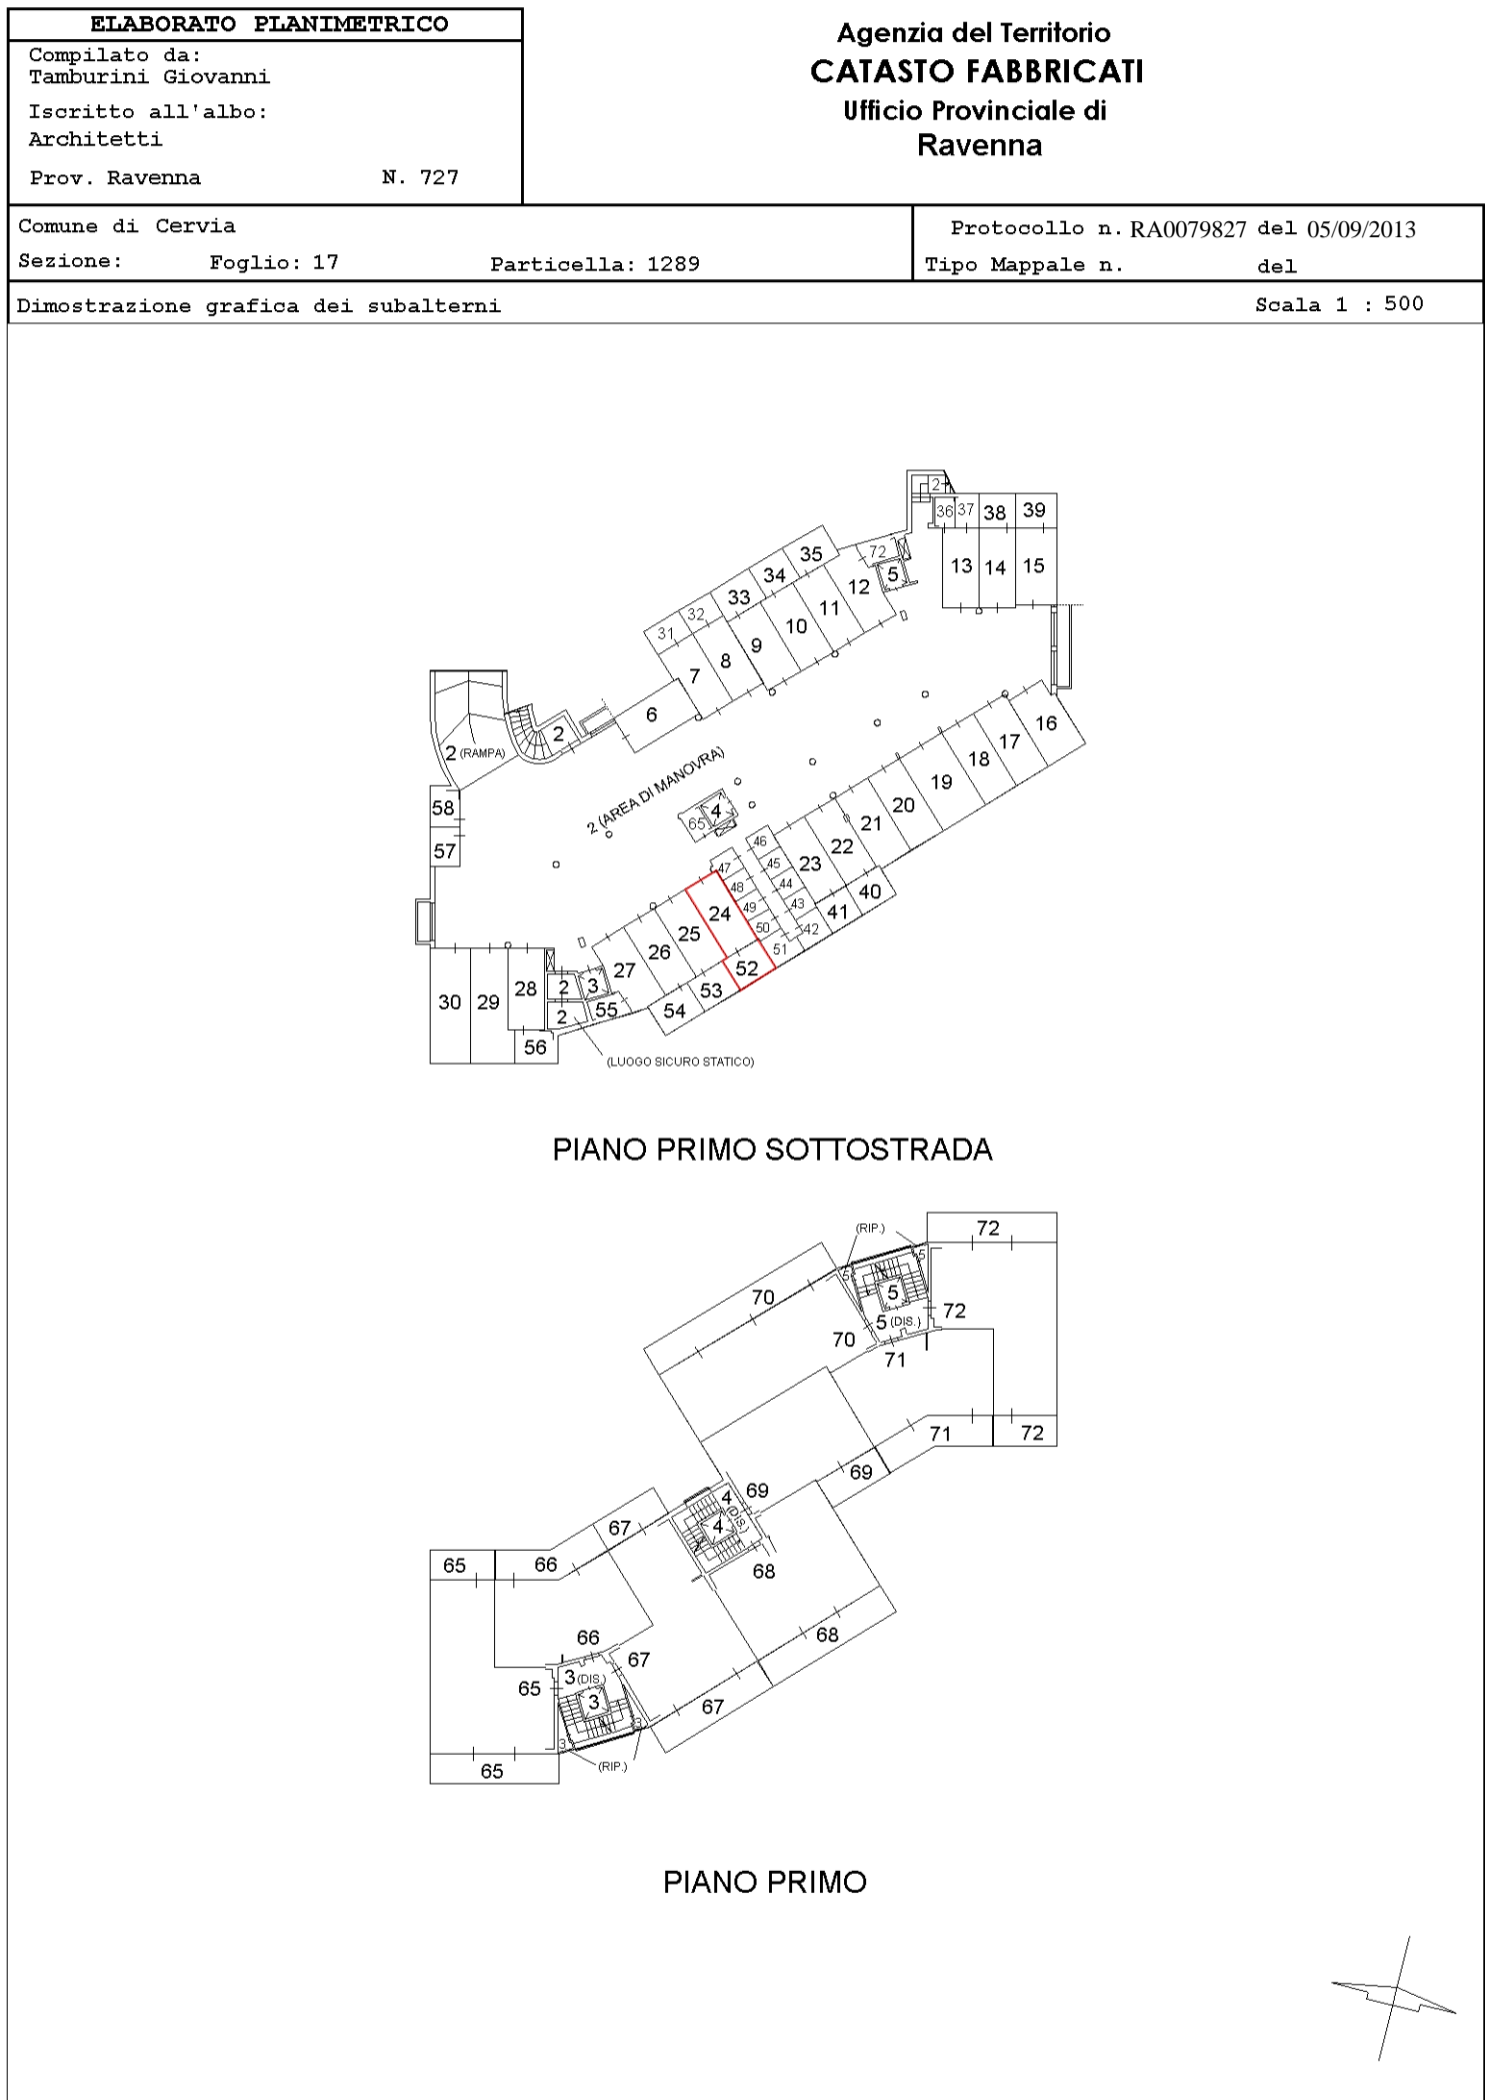 ELABORATO PLANIMETRICO
Compilato da:
Tamburini Giovanni
Iscritto all'albo:
Architetti
Prov. Ravenna N. 727
Agenzia del Territorio
CATASTO FABBRICATI
Ufficio Provinciale di
Ravenna
Comune di Cervia
Sezione: Foglio: 17 Particella: 1289
Protocollo n. RA0079827 del 05/09/2013
Tipo Mappale n. del
Dimostrazione grafica dei subalterni
Scala 1 : 500
2
36 37 38 39
35
72
5
13 14 15
34
12
33
11
32
10
31
9
8
7
6
2
2 (RAMPA)
16
17
18
19
20
21
22
23
2 (AREA DI MANOVRA)
4
65
58
57
46
45
44
43
42
47
48
49
50
51
40
41
24
25
26
27
52
53
54
55
3
2
2
28
29
30
56
(LUOGO SICURO STATICO)
PIANO PRIMO SOTTOSTRADA
(RIP.)
72
5
5
5
70
72
5 (DIS.)
70
71
71
72
69
69
4
(DIS.)
4
67
68
65
66
66
68
67
3 (DIS.)
65
3
67
3
3
(RIP.)
65
PIANO PRIMO